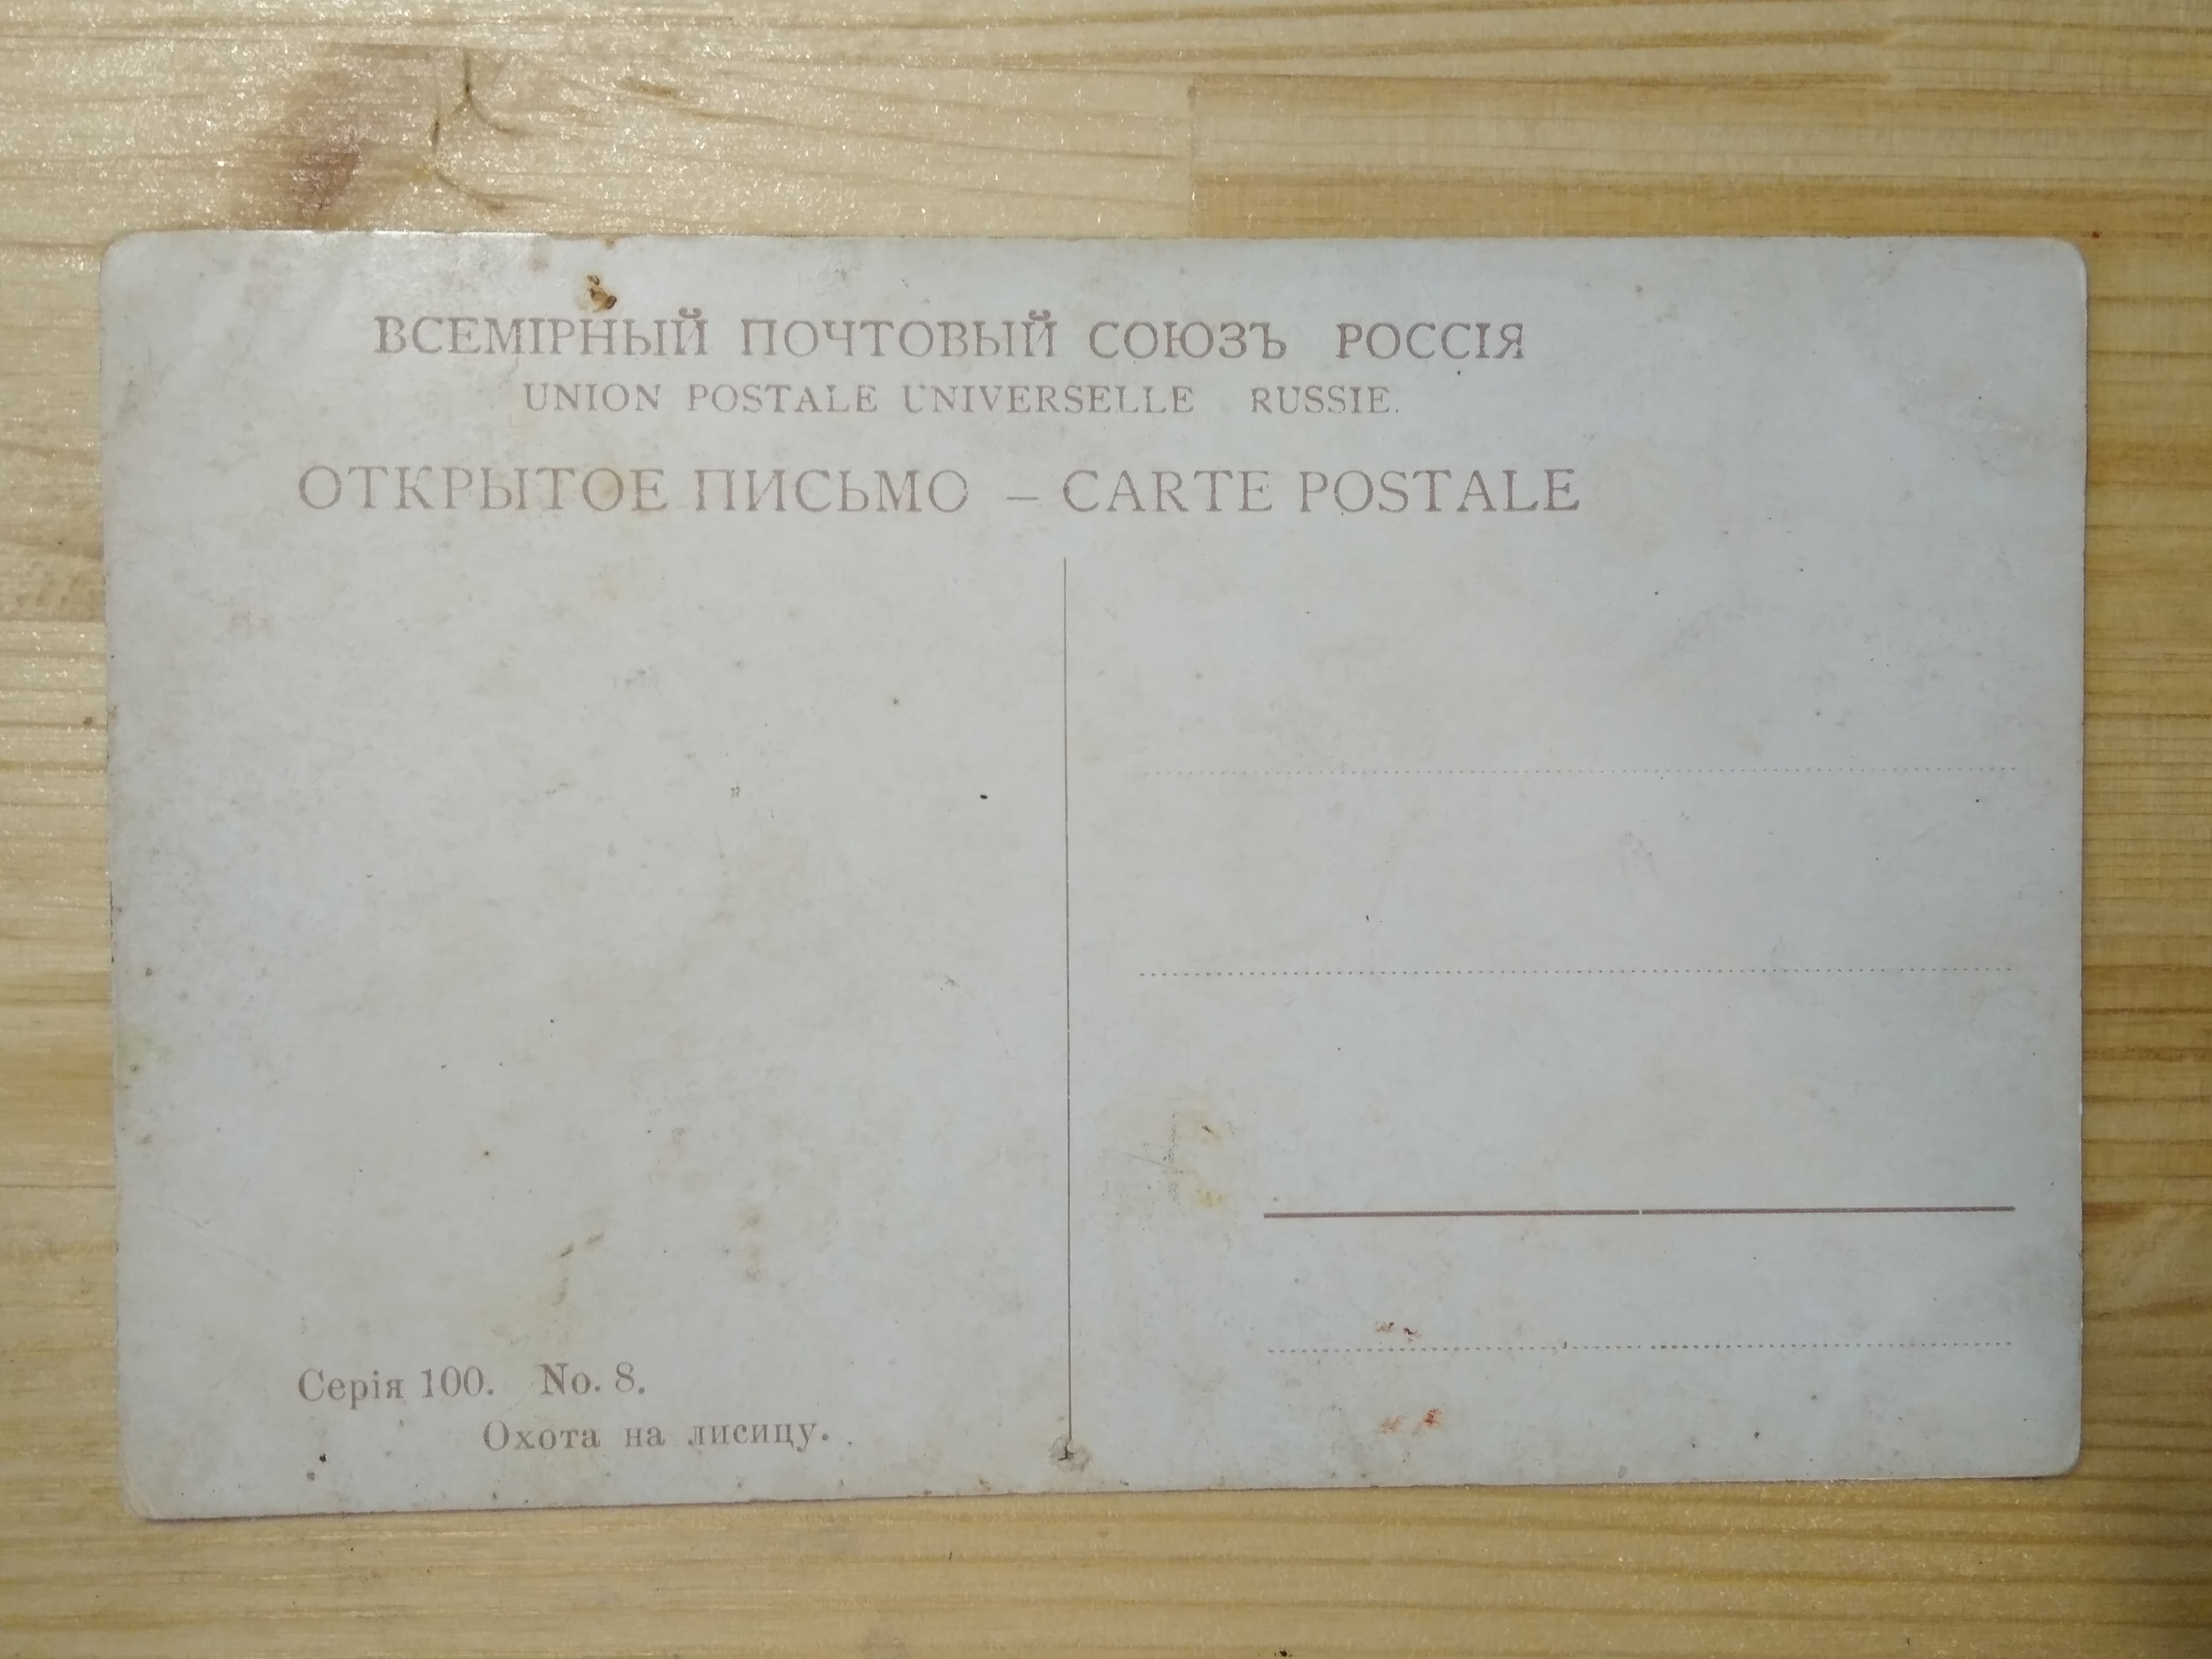 ВСЕМІРНЫЙ ПОЧТОВЫЙ СОЮЗЪ РОССІЯ
UNION POSTALE UNIVERSELLE RUSSIE.
ОТКРЫТОЕ ПИСЬМО – CARTE POSTALE
Серія 100. No. 8.
Охота на лисицу.